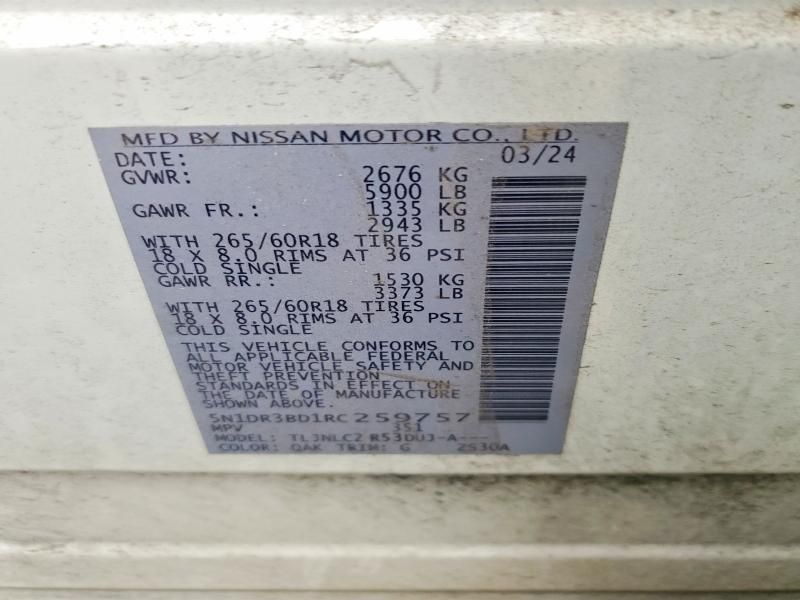 MFD BY NISSAN MOTOR CO., LTD.
DATE: 03/24
GVWR: 2676 KG
5900 LB
GAWR FR.: 1335 KG
2943 LB
WITH 265/60R18 TIRES
18 X 8.0 RIMS AT 36 PSI
COLD SINGLE
GAWR RR.: 1530 KG
3373 LB
WITH 265/60R18 TIRES
18 X 8.0 RIMS AT 36 PSI
COLD SINGLE
THIS VEHICLE CONFORMS TO
ALL APPLICABLE FEDERAL
MOTOR VEHICLE SAFETY AND
THEFT PREVENTION
STANDARDS IN EFFECT ON
THE DATE OF MANUFACTURE
SHOWN ABOVE.
5N1DR3BD1RC259757
MPV 351
MODEL: TLJNLCZ R53DUJ-A---
COLOR: QAK TRIM: G 2S30A